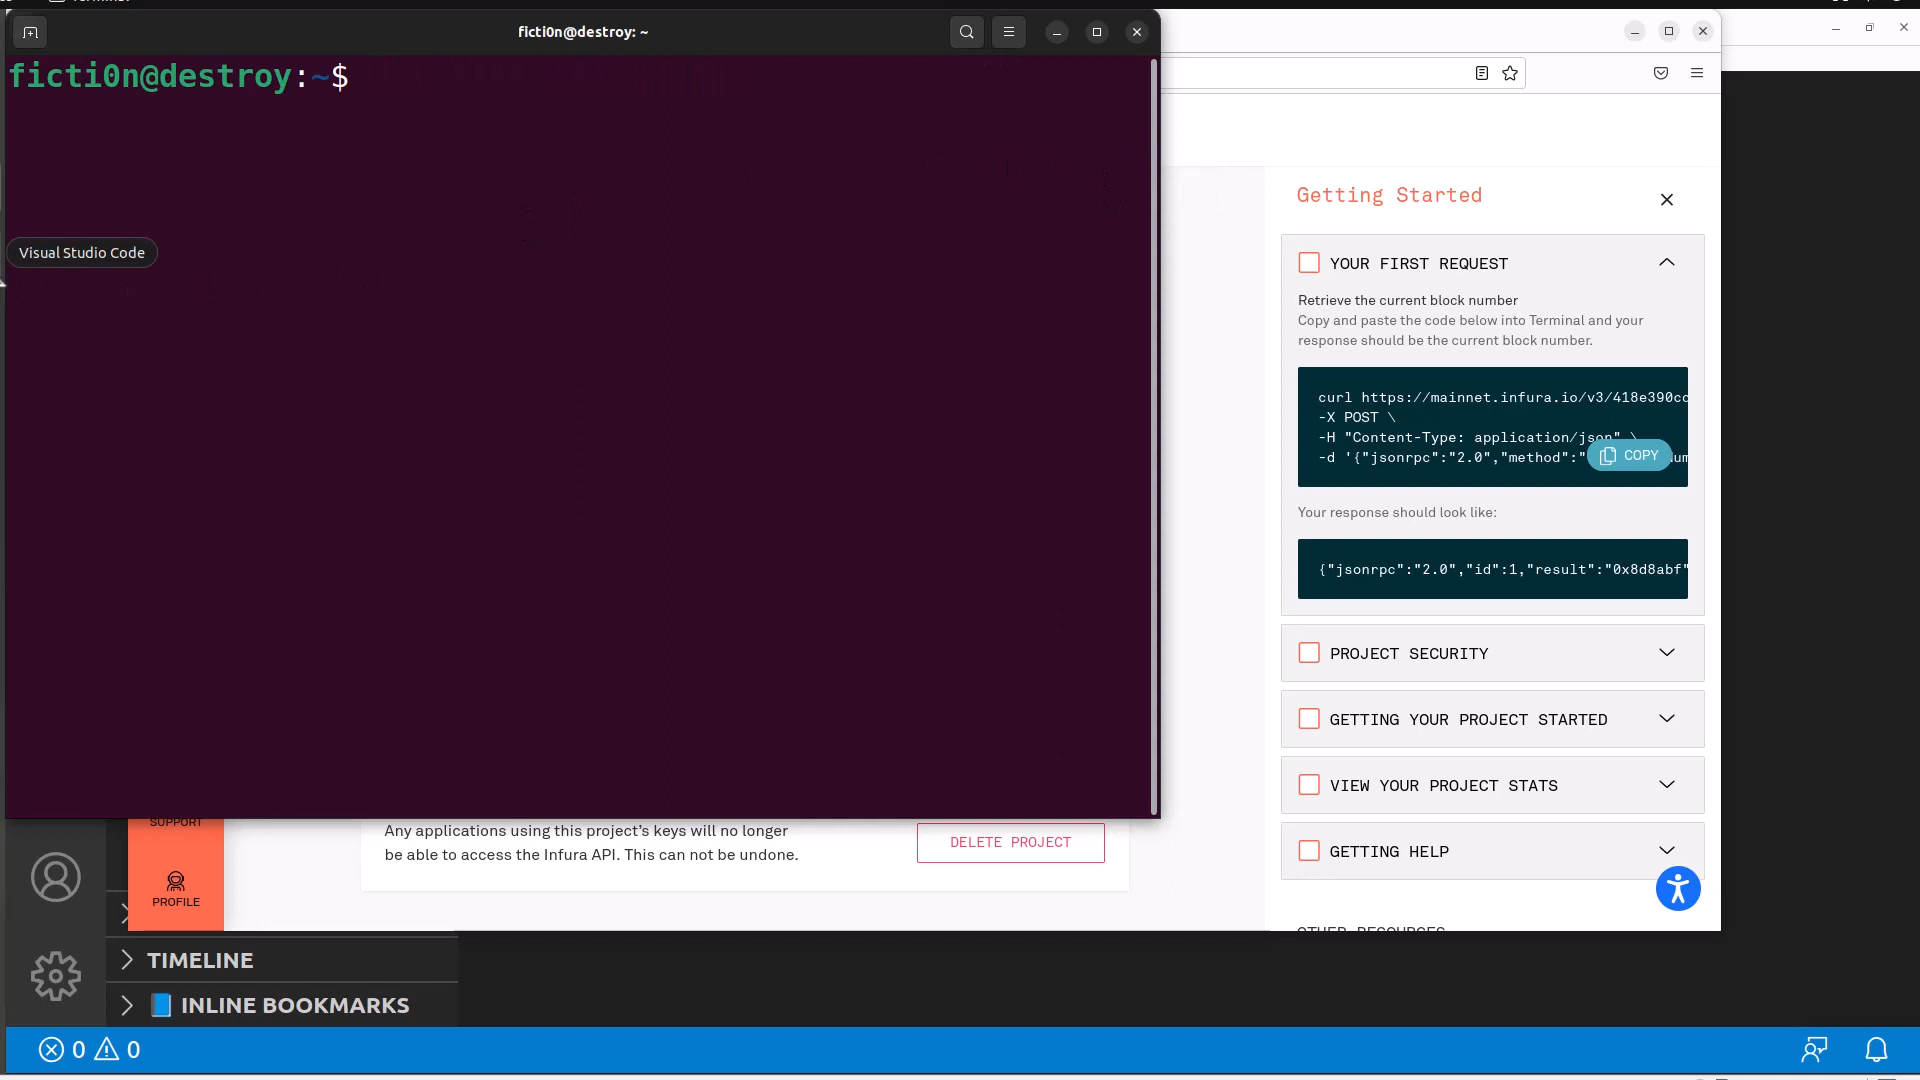 ficti0n@destroy: ~
ficti0n@destroy:~$
Visual Studio Code
Getting Started
YOUR FIRST REQUEST
Retrieve the current block number
Copy and paste the code below into Terminal and your
response should be the current block number.
curl https://mainnet.infura.io/v3/418e390cc
-X POST \
-H "Content-Type: application/json" \
-d '{"jsonrpc":"2.0","method":"
COPY
Your response should look like:
{"jsonrpc":"2.0","id":1,"result":"0x8d8abf"
PROJECT SECURITY
GETTING YOUR PROJECT STARTED
VIEW YOUR PROJECT STATS
GETTING HELP
OTHER RESOURCES
SUPPORT
PROFILE
Any applications using this project’s keys will no longer
be able to access the Infura API. This can not be undone.
DELETE PROJECT
TIMELINE
INLINE BOOKMARKS
0 0